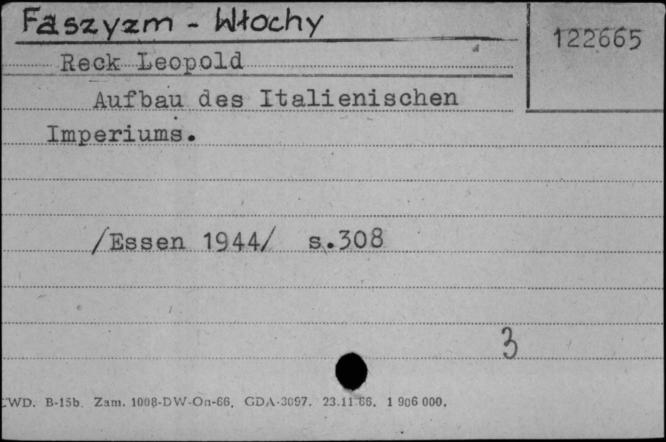 Faszyzm - Włochy
122665
Reck Leopold
Aufbau des Italienischen
Imperiums.
/Essen 1944/ s.308
3
WD. B-15b. Zam. 1008-DW-On-66. GDA-3097. 23.11.66. 1 906 000.